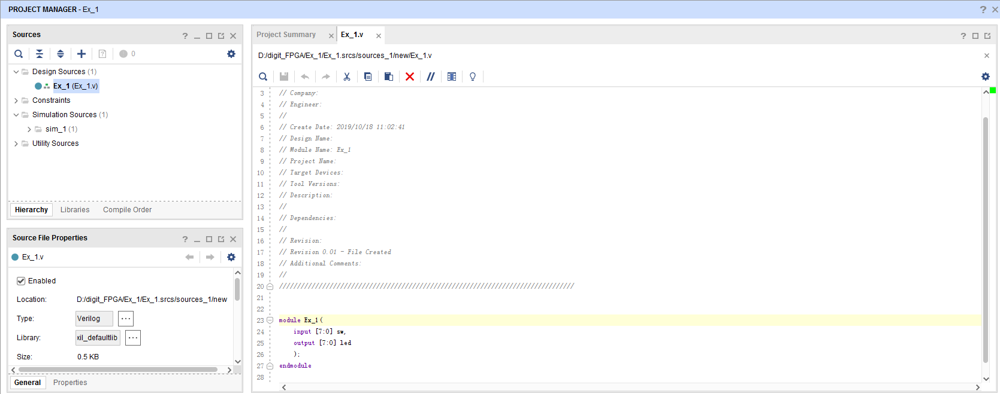 PROJECT MANAGER - Ex_1
Sources
0
Design Sources (1)
Ex_1 (Ex_1.v)
Constraints
Simulation Sources (1)
sim_1 (1)
Utility Sources
Hierarchy Libraries Compile Order
Source File Properties
Ex_1.v
Enabled
Location: D:/digit_FPGA/Ex_1/Ex_1.srcs/sources_1/new
Type: Verilog ...
Library: xil_defaultlib ...
Size: 0.5 KB
General Properties
Project Summary Ex_1.v
D:/digit_FPGA/Ex_1/Ex_1.srcs/sources_1/new/Ex_1.v
3 // Company:
4 // Engineer:
5 //
6 // Create Date: 2019/10/18 11:02:41
7 // Design Name:
8 // Module Name: Ex_1
9 // Project Name:
10 // Target Devices:
11 // Tool Versions:
12 // Description:
13 //
14 // Dependencies:
15 //
16 // Revision:
17 // Revision 0.01 - File Created
18 // Additional Comments:
19 //
20 //////////////////////////////////////////////////////////////////////////////////
21
22
23 module Ex_1(
24 input [7:0] sw,
25 output [7:0] led
26 );
27 endmodule
28